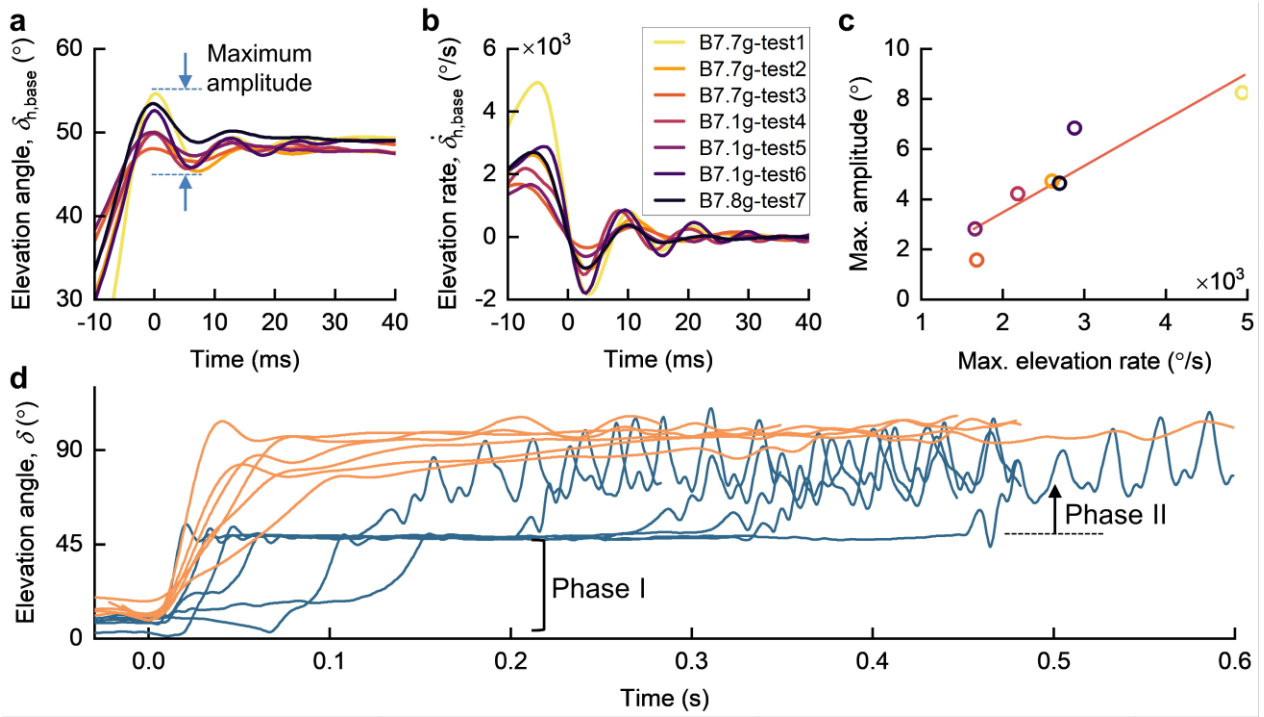 a
Elevation angle, δh,base (°)
60
50
40
30
Maximum
amplitude
-10 0 10 20 30 40
Time (ms)
b
Elevation rate, δ̇h,base (°/s)
×10³
6
4
2
0
-2
B7.7g-test1
B7.7g-test2
B7.7g-test3
B7.1g-test4
B7.1g-test5
B7.1g-test6
B7.8g-test7
-10 0 10 20 30 40
Time (ms)
c
Max. amplitude (°)
10
8
6
4
2
0
×10³
1 2 3 4 5
Max. elevation rate (°/s)
d
Elevation angle, δ (°)
90
45
0
Phase I
Phase II
0.0 0.1 0.2 0.3 0.4 0.5 0.6
Time (s)